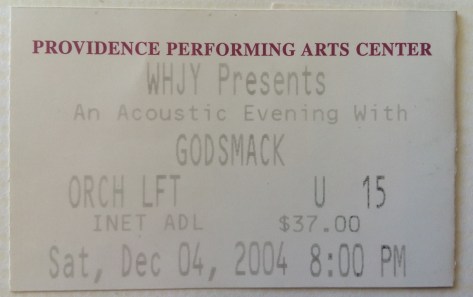 PROVIDENCE PERFORMING ARTS CENTER
WHJY Presents
An Acoustic Evening With
GODSMACK
ORCH LFT U 15
INET ADL $37.00
Sat, Dec 04, 2004 8:00 PM